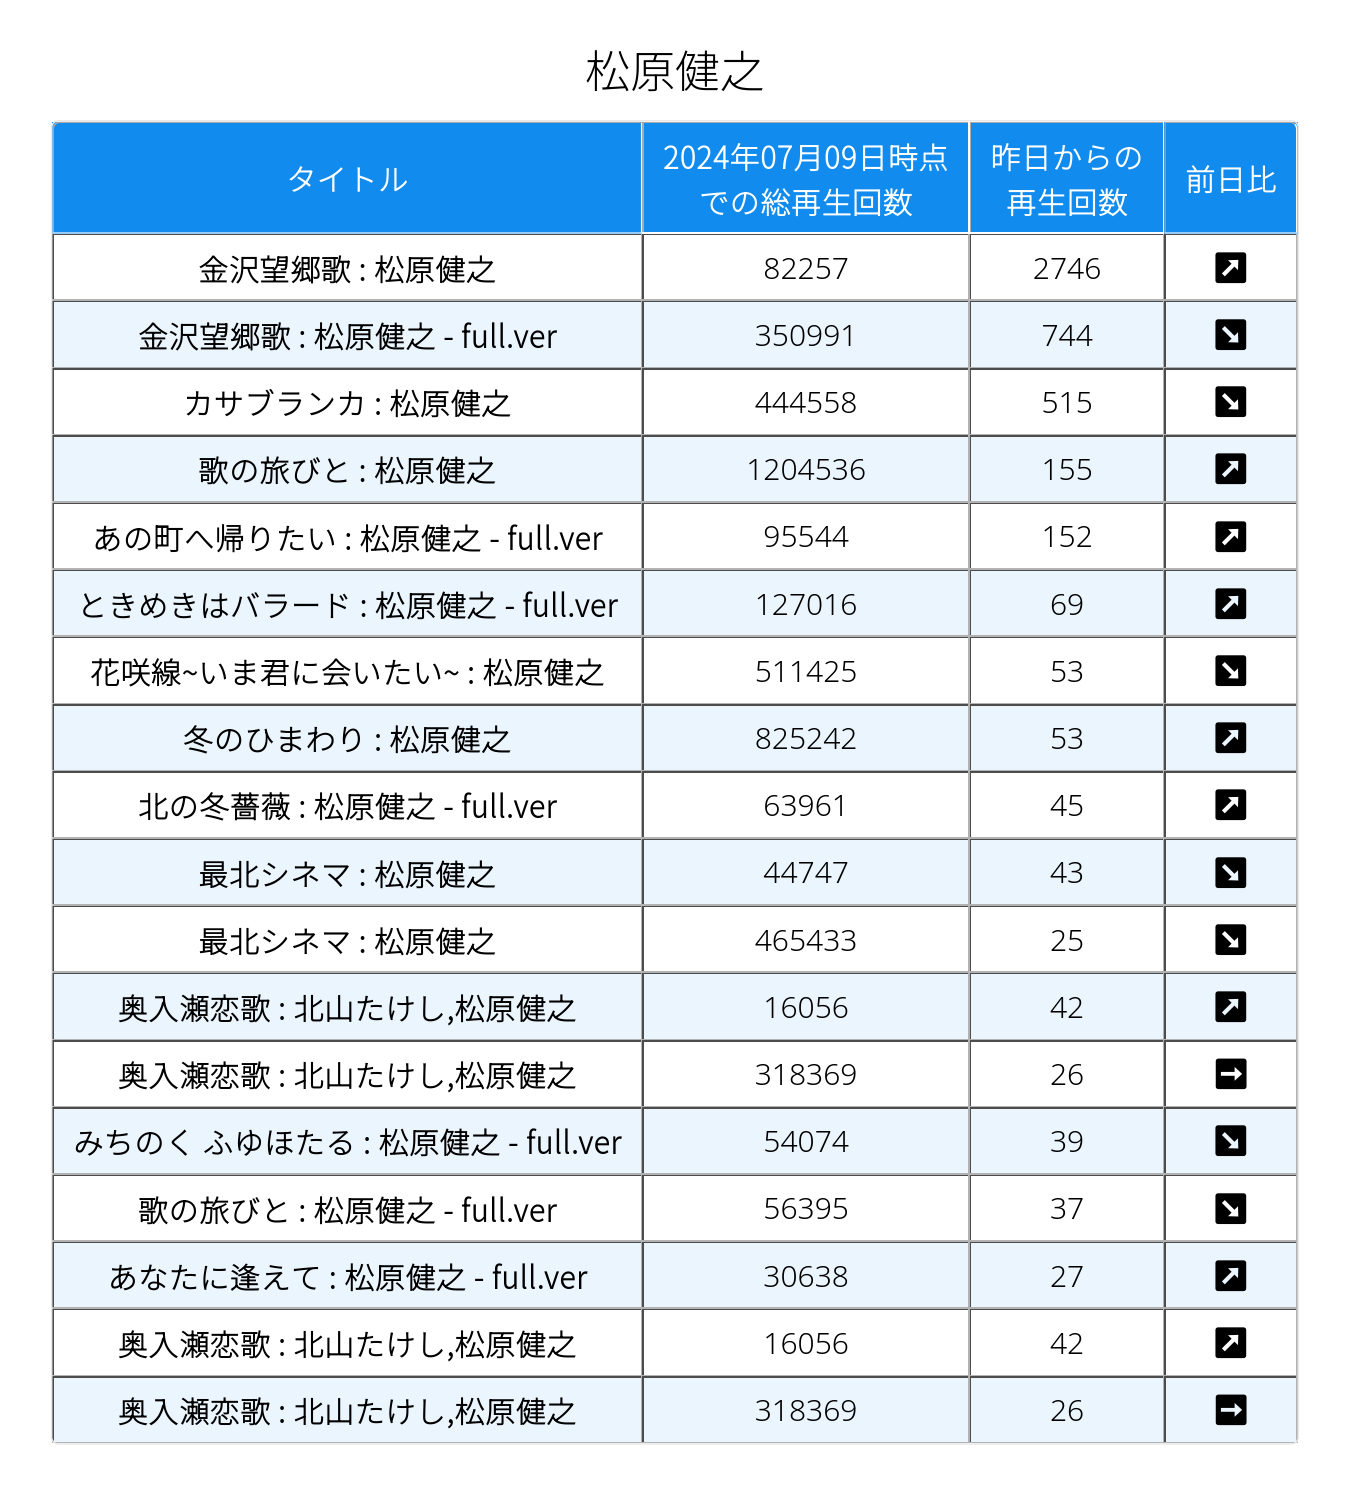 松原健之
タイトル
2024年07月09日時点
での総再生回数
昨日からの
再生回数
前日比
金沢望郷歌 : 松原健之 82257 2746 ↗
金沢望郷歌 : 松原健之 - full.ver 350991 744 ↘
カサブランカ : 松原健之 444558 515 ↘
歌の旅びと : 松原健之 1204536 155 ↗
あの町へ帰りたい : 松原健之 - full.ver 95544 152 ↗
ときめきはバラード : 松原健之 - full.ver 127016 69 ↗
花咲線~いま君に会いたい~ : 松原健之 511425 53 ↘
冬のひまわり : 松原健之 825242 53 ↗
北の冬薔薇 : 松原健之 - full.ver 63961 45 ↗
最北シネマ : 松原健之 44747 43 ↘
最北シネマ : 松原健之 465433 25 ↘
奥入瀬恋歌 : 北山たけし,松原健之 16056 42 ↗
奥入瀬恋歌 : 北山たけし,松原健之 318369 26 →
みちのく ふゆほたる : 松原健之 - full.ver 54074 39 ↘
歌の旅びと : 松原健之 - full.ver 56395 37 ↘
あなたに逢えて : 松原健之 - full.ver 30638 27 ↗
奥入瀬恋歌 : 北山たけし,松原健之 16056 42 ↗
奥入瀬恋歌 : 北山たけし,松原健之 318369 26 →